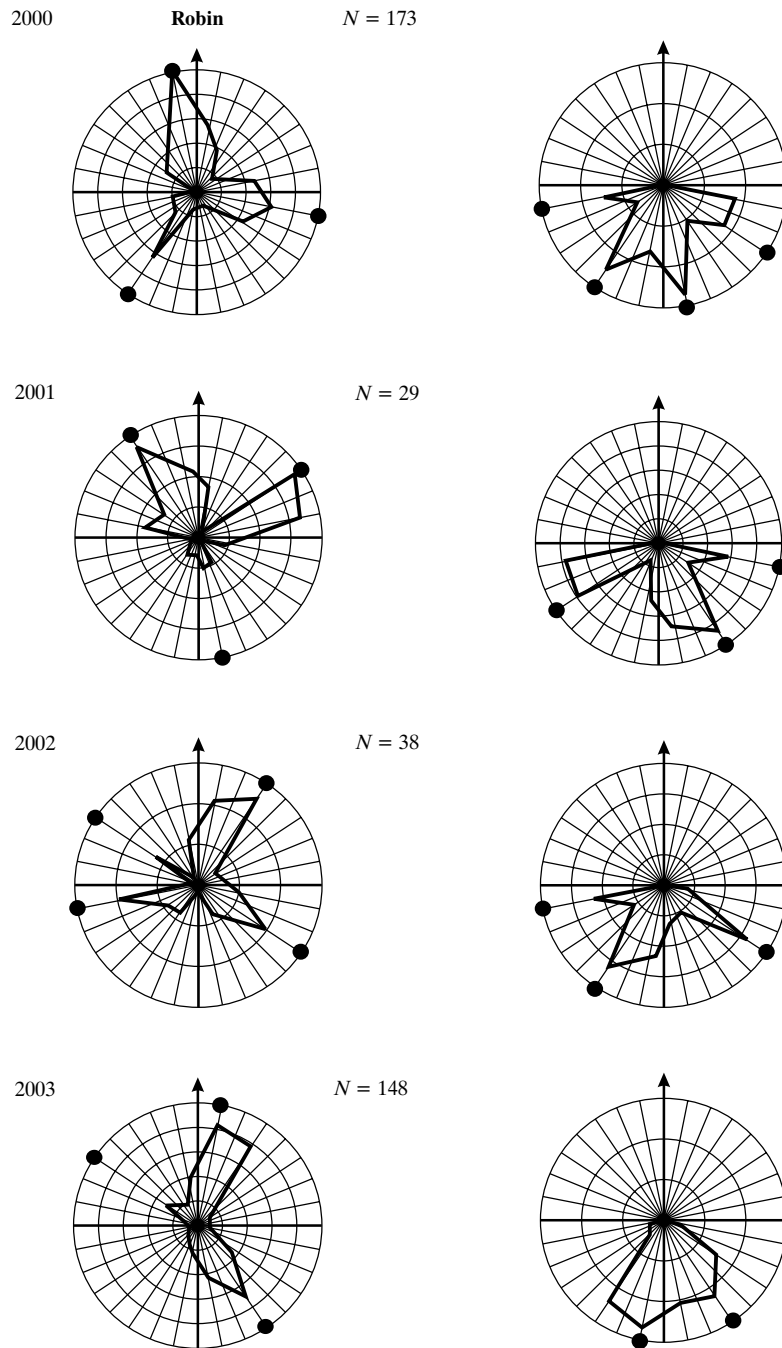 2000 Robin N = 173
2001 N = 29
2002 N = 38
2003 N = 148